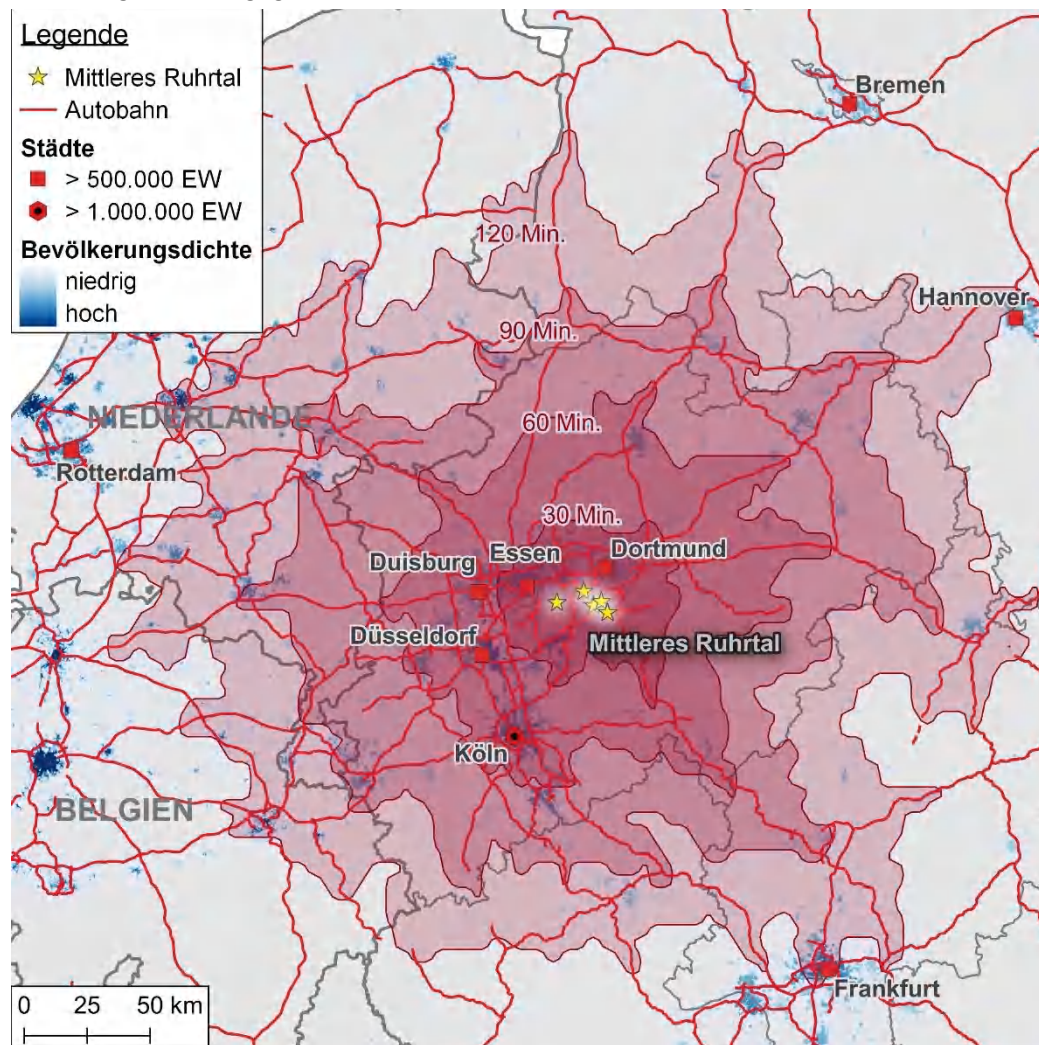 Legende
Mittleres Ruhrtal
Autobahn
Städte
> 500.000 EW
> 1.000.000 EW
Bevölkerungsdichte
niedrig
hoch
Bremen
120 Min.
Hannover
90 Min.
NIEDERLANDE
60 Min.
Rotterdam
30 Min.
Duisburg
Essen
Dortmund
Düsseldorf
Mittleres Ruhrtal
Köln
BELGIEN
Frankfurt
0 25 50 km